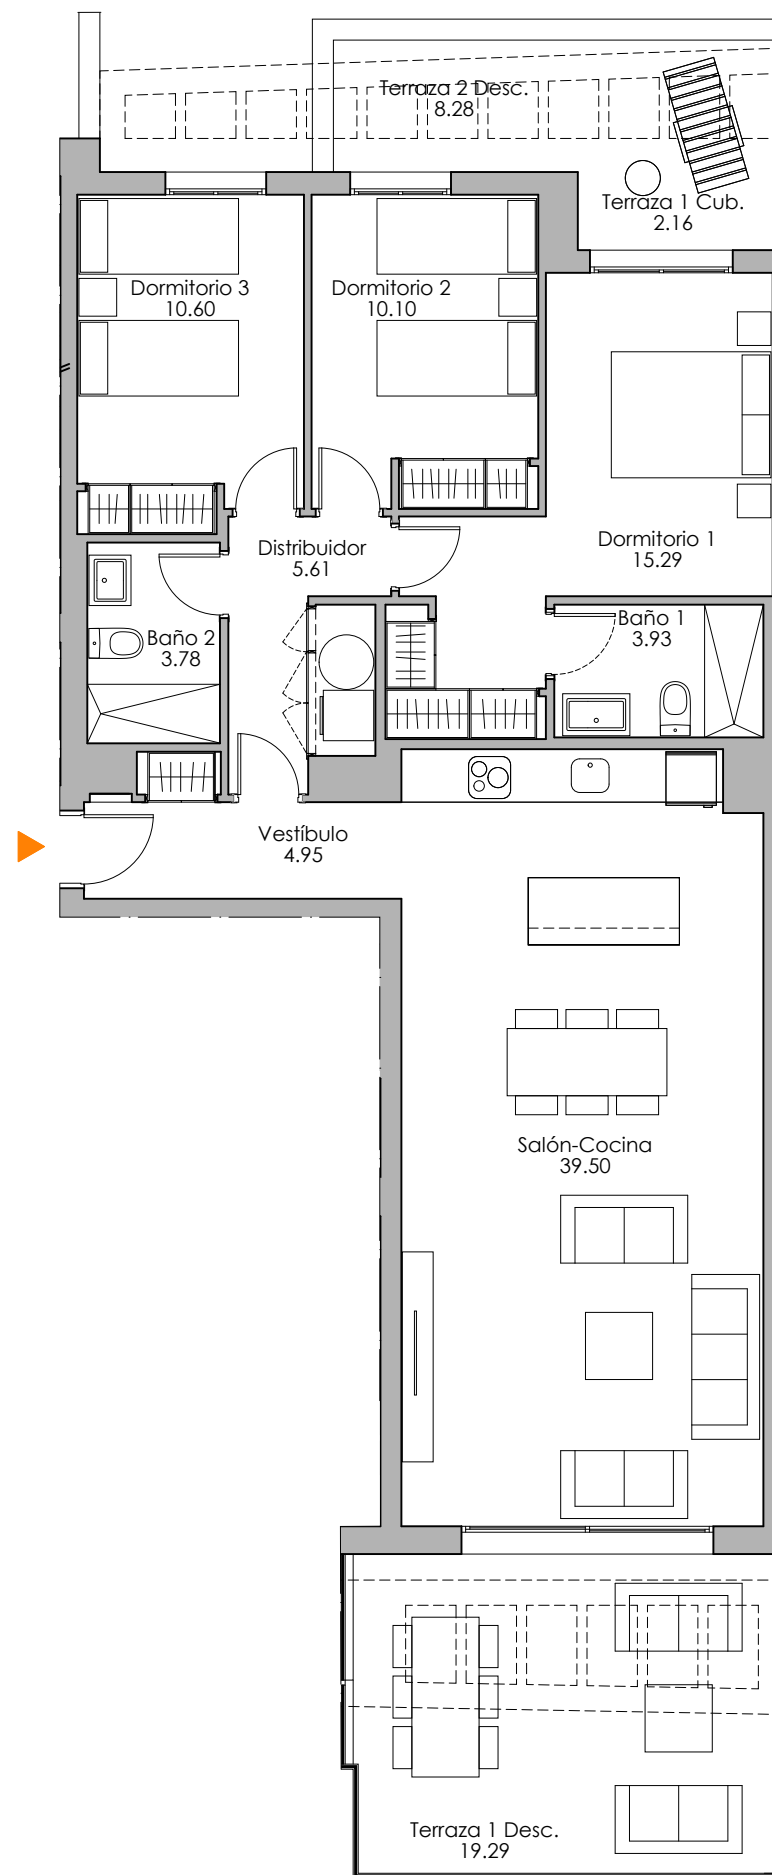 Terraza 2 Desc.
8.28
Terraza 1 Cub.
2.16
Dormitorio 3
10.60
Dormitorio 2
10.10
Dormitorio 1
15.29
Distribuidor
5.61
Baño 2
3.78
Baño 1
3.93
Vestíbulo
4.95
Salón-Cocina
39.50
Terraza 1 Desc.
19.29